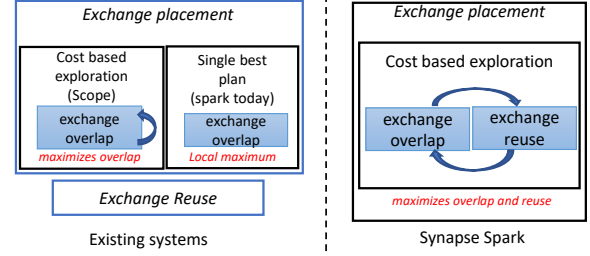 Exchange placement
Cost based
exploration
(Scope)
exchange
overlap
maximizes overlap
Single best
plan
(spark today)
exchange
overlap
Local maximum
Exchange Reuse
Existing systems
Exchange placement
Cost based exploration
exchange
overlap
exchange
reuse
maximizes overlap and reuse
Synapse Spark